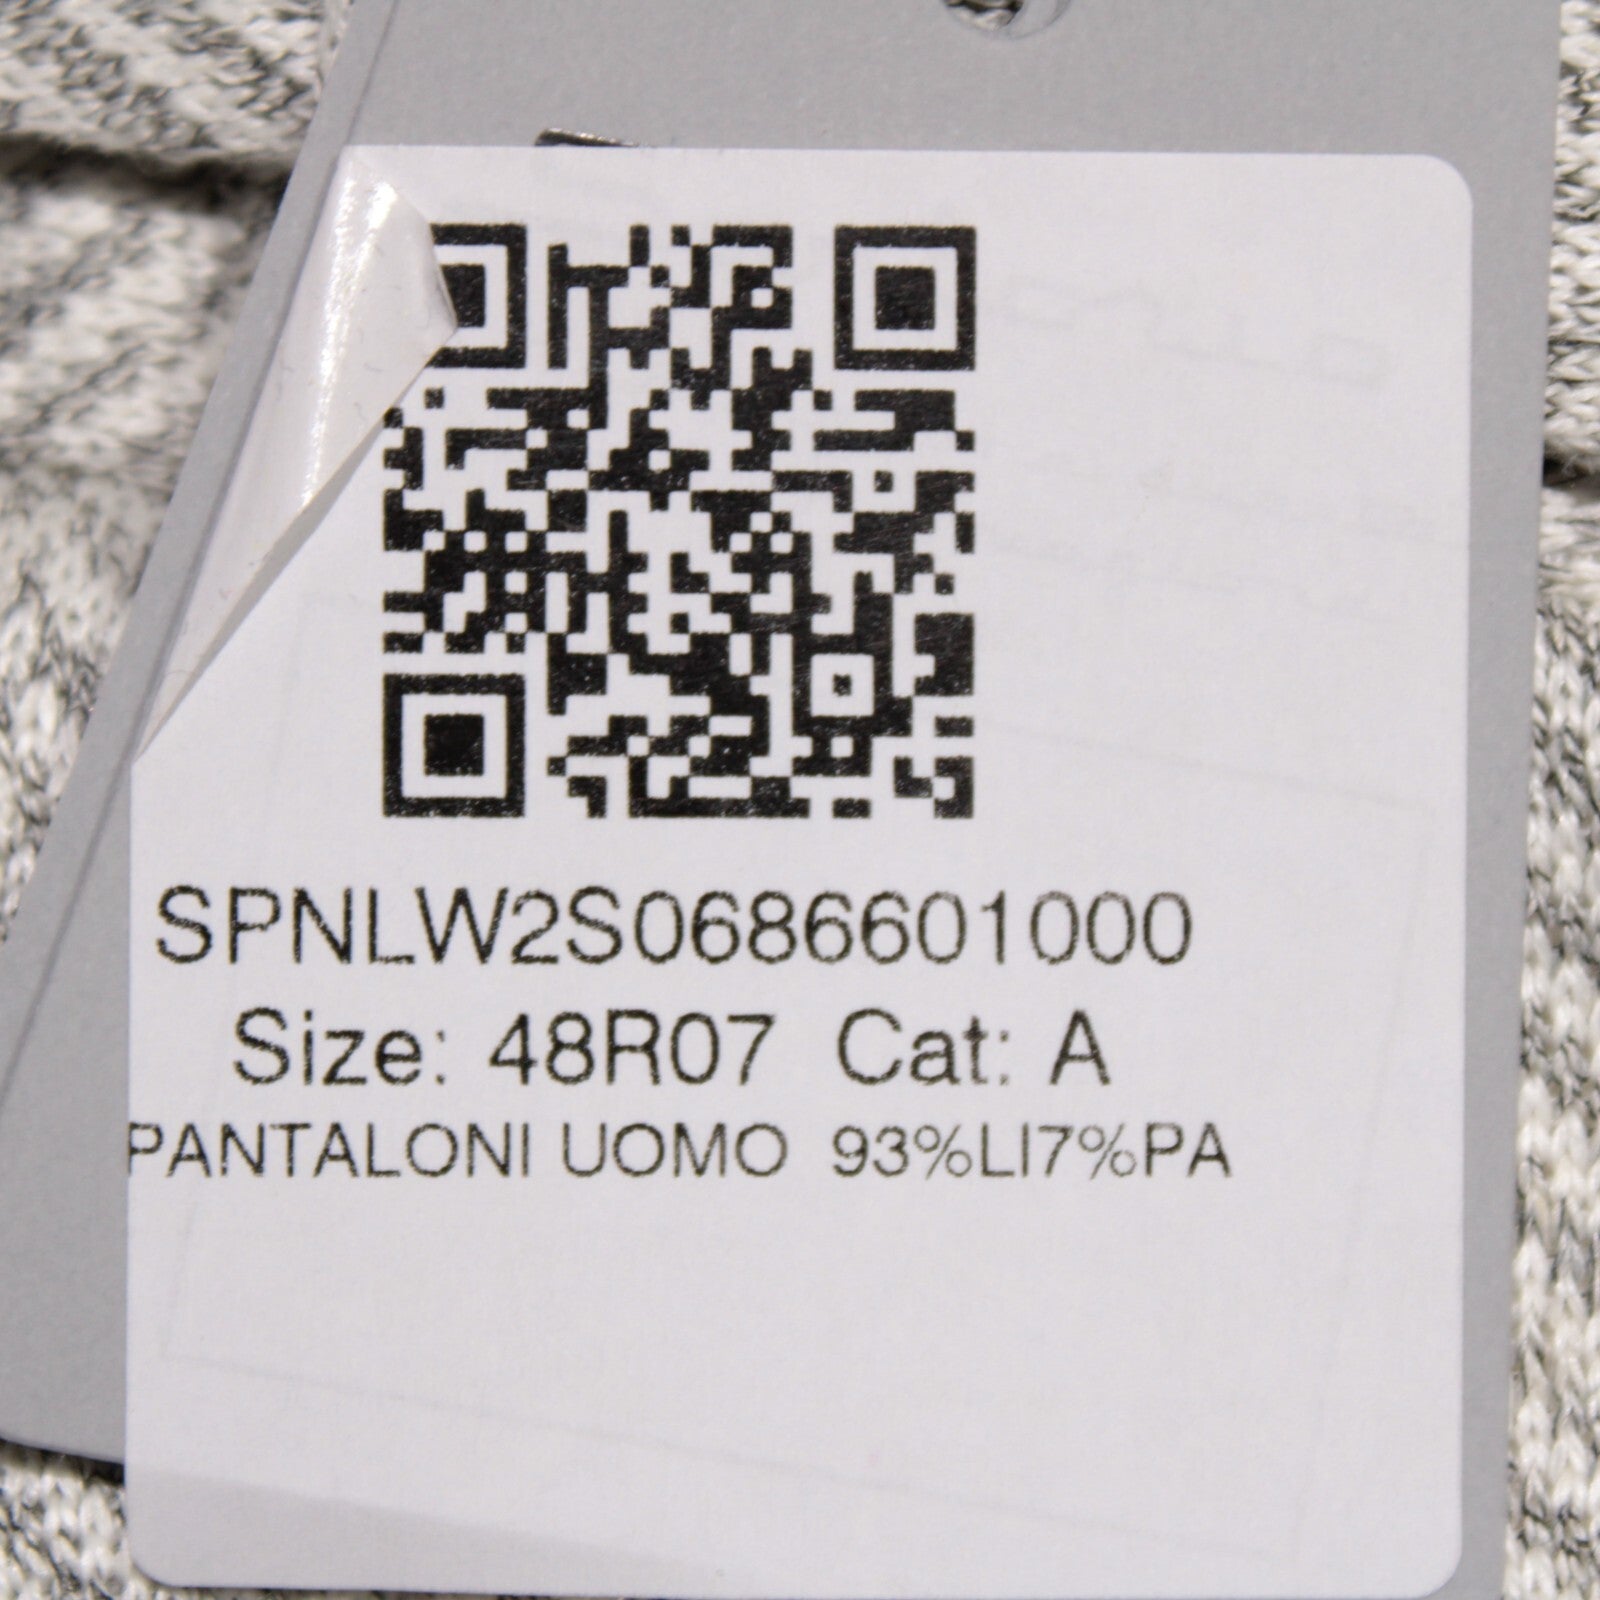 SPNLW2S0686601000
Size: 48R07 Cat: A
PANTALONI UOMO 93%LI7%PA